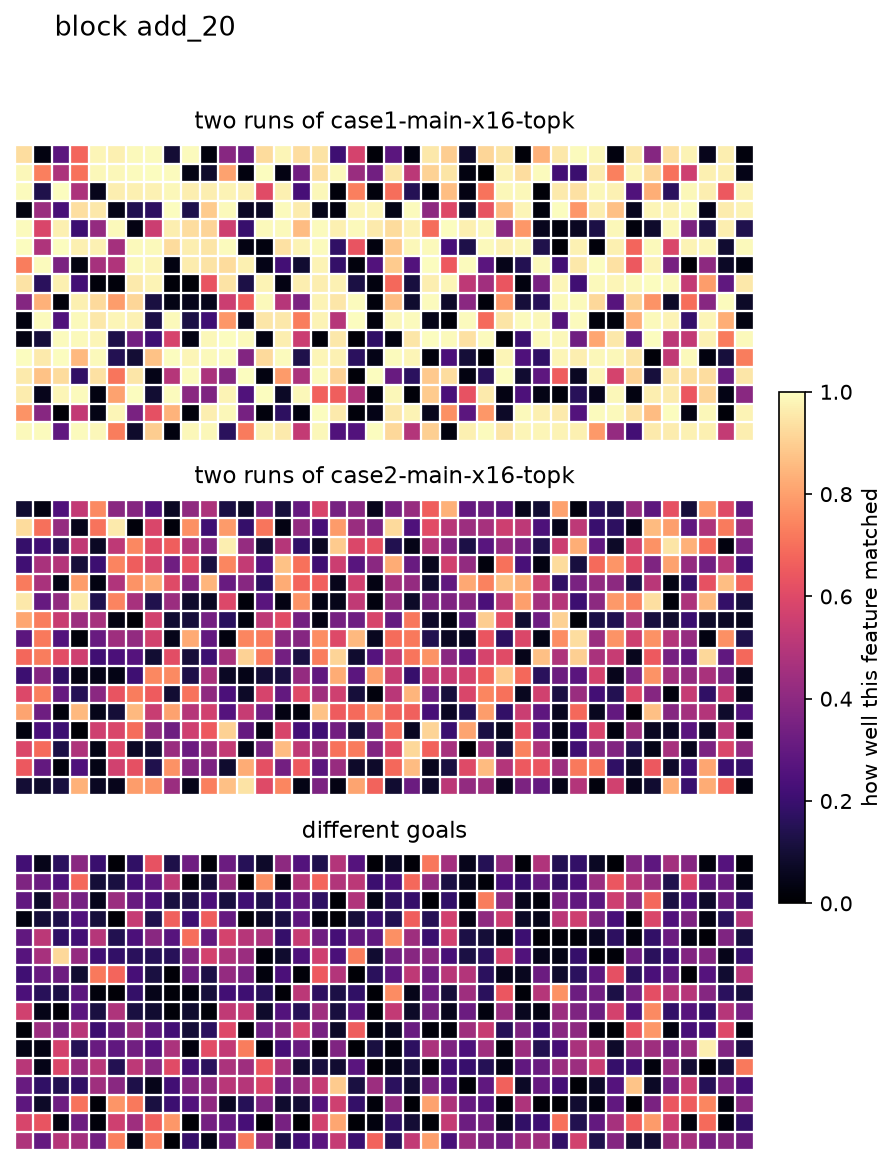 block add_20
two runs of case1-main-x16-topk
two runs of case2-main-x16-topk
different goals
1.0
0.8
0.6
0.4
0.2
0.0
how well this feature matched